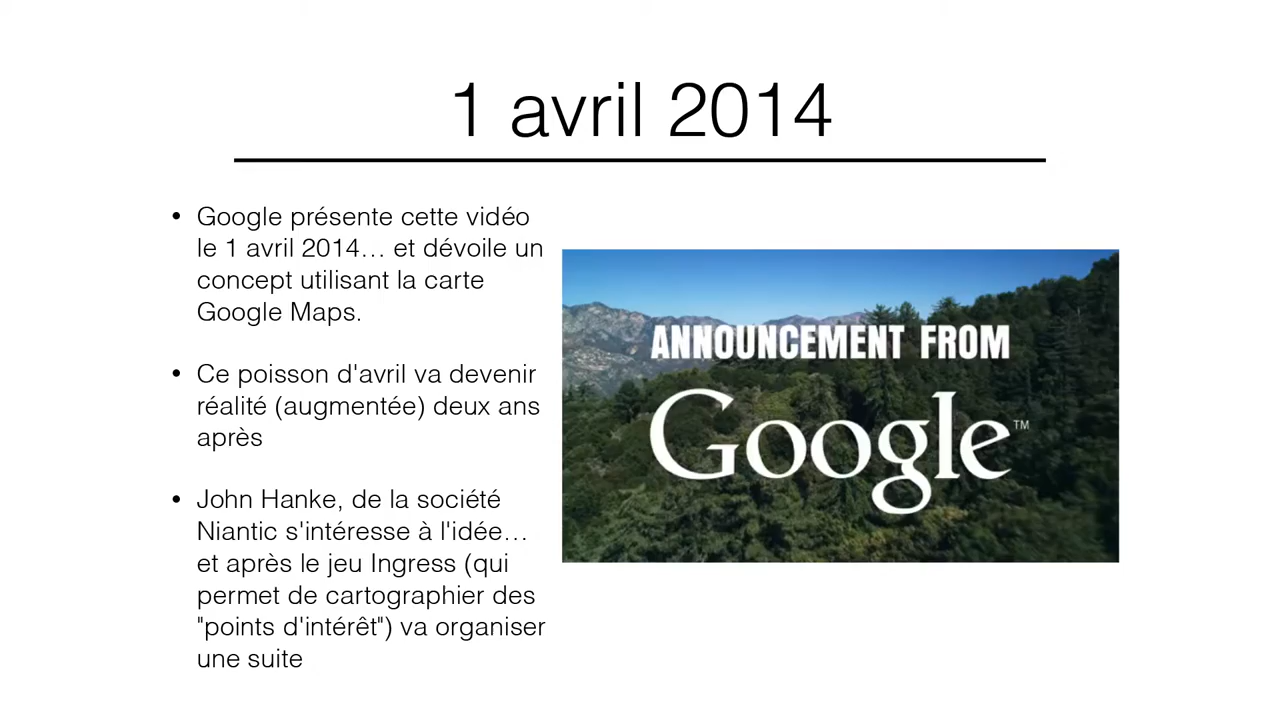 1 avril 2014
• Google présente cette vidéo
le 1 avril 2014… et dévoile un
concept utilisant la carte
Google Maps.
• Ce poisson d'avril va devenir
réalité (augmentée) deux ans
après
• John Hanke, de la société
Niantic s'intéresse à l'idée…
et après le jeu Ingress (qui
permet de cartographier des
"points d'intérêt") va organiser
une suite
ANNOUNCEMENT FROM
Google™